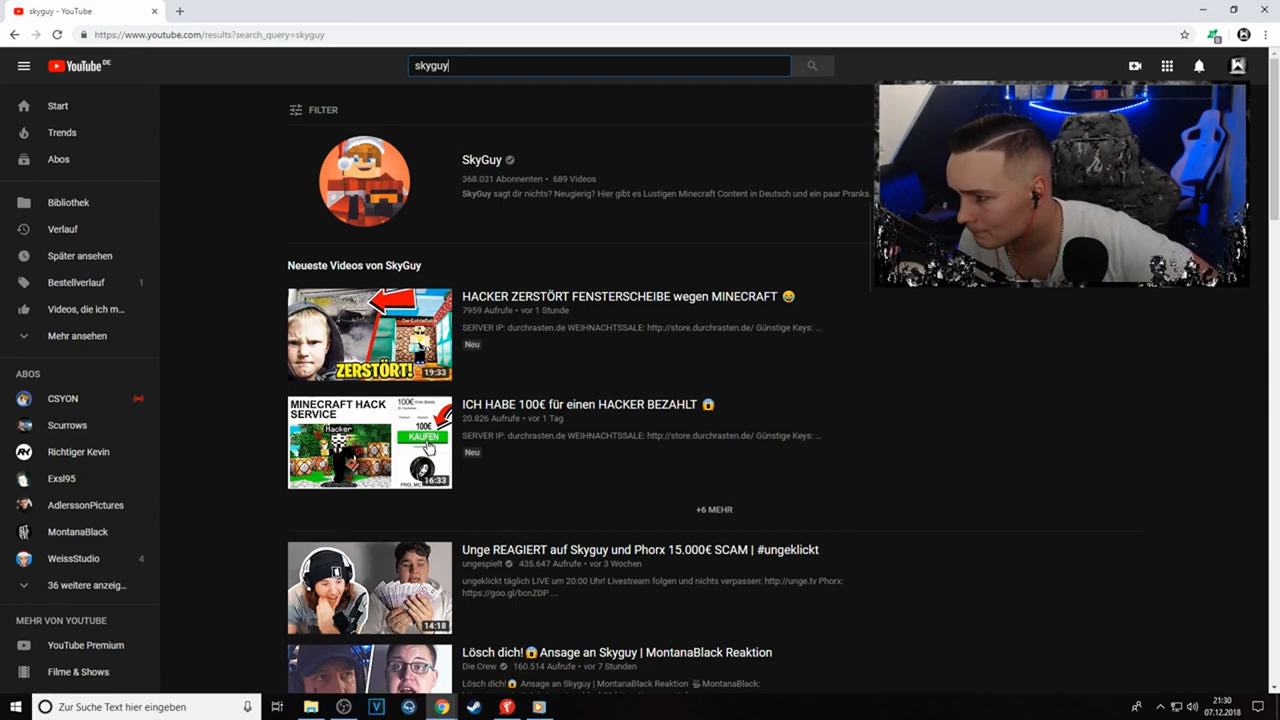 skyguy - YouTube
https://www.youtube.com/results?search_query=skyguy
YouTube DE
skyguy
Start
Trends
Abos
Bibliothek
Verlauf
Später ansehen
Bestellverlauf 1
Videos, die ich m...
Mehr ansehen
ABOS
CSYON
Scurrows
Richtiger Kevin
Exsl95
AdlerssonPictures
MontanaBlack
WeissStudio 4
36 weitere anzeig...
MEHR VON YOUTUBE
YouTube Premium
Filme & Shows
FILTER
SkyGuy
368.031 Abonnenten • 689 Videos
SkyGuy sagt dir nichts? Neugierig? Hier gibt es Lustigen Minecraft Content in Deutsch und ein paar Pranks.
Neueste Videos von SkyGuy
ZERSTÖRT!
19:33
HACKER ZERSTÖRT FENSTERSCHEIBE wegen MINECRAFT 😂
7959 Aufrufe • vor 1 Stunde
SERVER IP: durchrasten.de WEIHNACHTSSALE: http://store.durchrasten.de/ Günstige Keys: ...
Neu
MINECRAFT HACK
SERVICE
Hacker
100€
100€
KAUFEN
16:33
ICH HABE 100€ für einen HACKER BEZAHLT 😱
20.826 Aufrufe • vor 1 Tag
SERVER IP: durchrasten.de WEIHNACHTSSALE: http://store.durchrasten.de/ Günstige Keys: ...
Neu
+6 MEHR
14:18
Unge REAGIERT auf Skyguy und Phorx 15.000€ SCAM | #ungeklickt
ungespielt 435.647 Aufrufe • vor 3 Wochen
ungeklickt täglich LIVE um 20:00 Uhr! Livestream folgen und nichts verpassen: http://unge.tv Phorx:
https://goo.gl/bcnZDP ...
Lösch dich!😱 Ansage an Skyguy | MontanaBlack Reaktion
Die Crew 160.514 Aufrufe • vor 7 Stunden
Lösch dich!😱 Ansage an Skyguy | MontanaBlack Reaktion MontanaBlack:
Zur Suche Text hier eingeben
21:30
07.12.2018